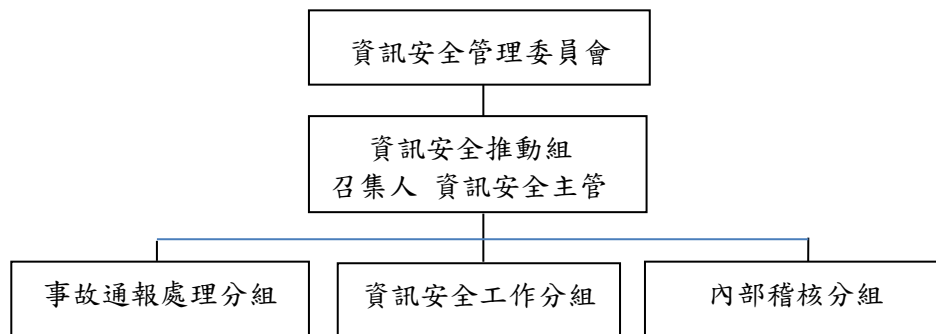 資訊安全管理委員會
資訊安全推動組
召集人 資訊安全主管
事故通報處理分組
資訊安全工作分組
內部稽核分組